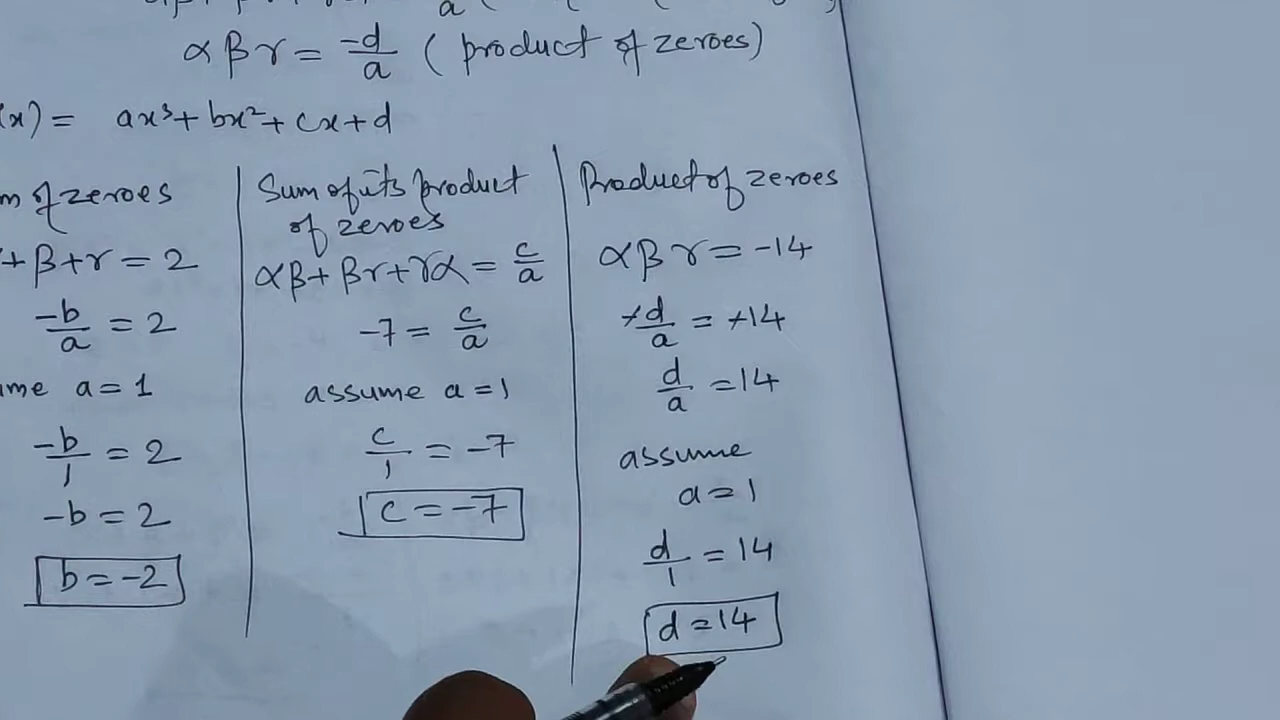 a
αβγ = -d/a ( product of zeroes)
(x) = ax³+ bx²+ cx+d
of zeroes
+ β+γ = 2
-b/a = 2
a = 1
-b/1 = 2
-b = 2
b = -2
Sum of its product
of zeroes
αβ+ βγ+γα = c/a
-7 = c/a
assume a = 1
c/1 = -7
c = -7
Product of zeroes
αβγ = -14
-d/a = -14
d/a = 14
assume
a = 1
d/1 = 14
d = 14